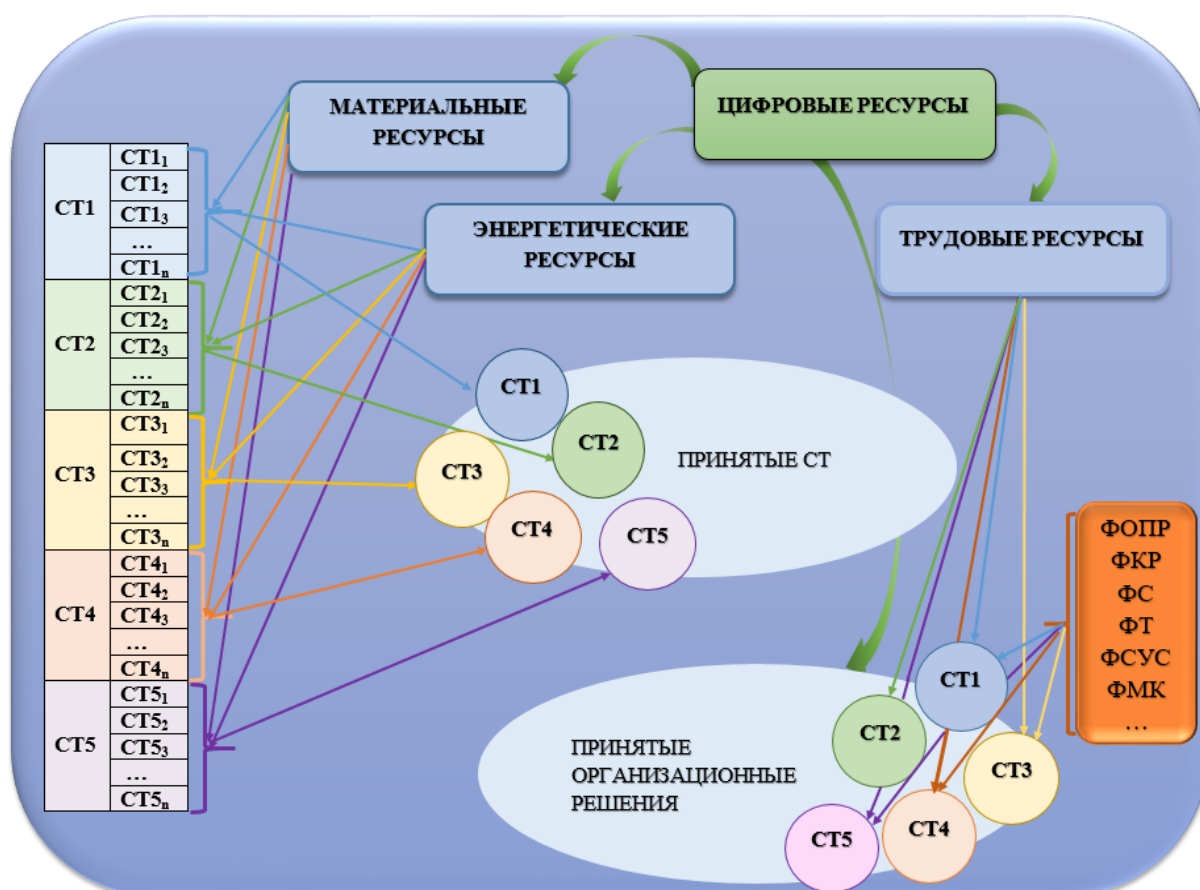 МАТЕРИАЛЬНЫЕ
РЕСУРСЫ
ЦИФРОВЫЕ РЕСУРСЫ
ЭНЕРГЕТИЧЕСКИЕ
РЕСУРСЫ
ТРУДОВЫЕ РЕСУРСЫ
СТ1
СТ1₁
СТ1₂
СТ1₃
…
СТ1ₙ
СТ2
СТ2₁
СТ2₂
СТ2₃
…
СТ2ₙ
СТ3
СТ3₁
СТ3₂
СТ3₃
…
СТ3ₙ
СТ4
СТ4₁
СТ4₂
СТ4₃
…
СТ4ₙ
СТ5
СТ5₁
СТ5₂
СТ5₃
…
СТ5ₙ
СТ1
СТ2
СТ3
СТ4
СТ5
ПРИНЯТЫЕ СТ
ФОПР
ФКР
ФС
ФТ
ФСУС
ФМК
…
ПРИНЯТЫЕ
ОРГАНИЗАЦИОННЫЕ
РЕШЕНИЯ
СТ1
СТ2
СТ3
СТ4
СТ5